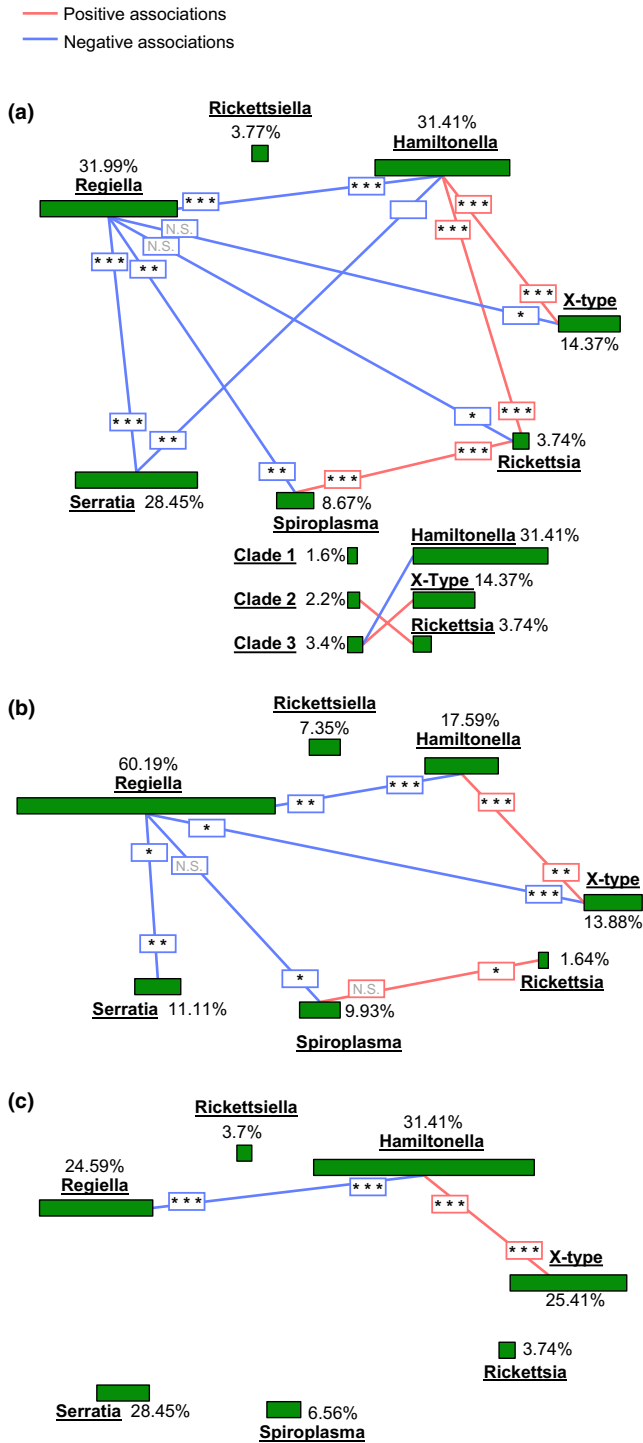 Positive associations
Negative associations
(a)
Rickettsiella
3.77%
31.41%
Hamiltonella
31.99%
Regiella
* * *
* * *
* * *
N.S.
* * *
N.S.
* * *
* *
* * *
X-type
*
14.37%
* * *
* * *
*
3.74%
* *
* * *
Rickettsia
* *
* * *
Serratia 28.45%
8.67%
Spiroplasma
Hamiltonella 31.41%
Clade 1 1.6%
X-Type 14.37%
Clade 2 2.2%
Rickettsia 3.74%
Clade 3 3.4%
(b)
Rickettsiella
7.35%
17.59%
Hamiltonella
60.19%
Regiella
* * *
* *
* * *
*
*
N.S.
* *
X-type
* * *
13.88%
* *
*
1.64%
*
N.S.
Rickettsia
Serratia 11.11%
9.93%
Spiroplasma
(c)
Rickettsiella
3.7%
31.41%
Hamiltonella
24.59%
Regiella
* * *
* * *
* * *
* * *
X-type
25.41%
3.74%
Rickettsia
Serratia 28.45%
6.56%
Spiroplasma